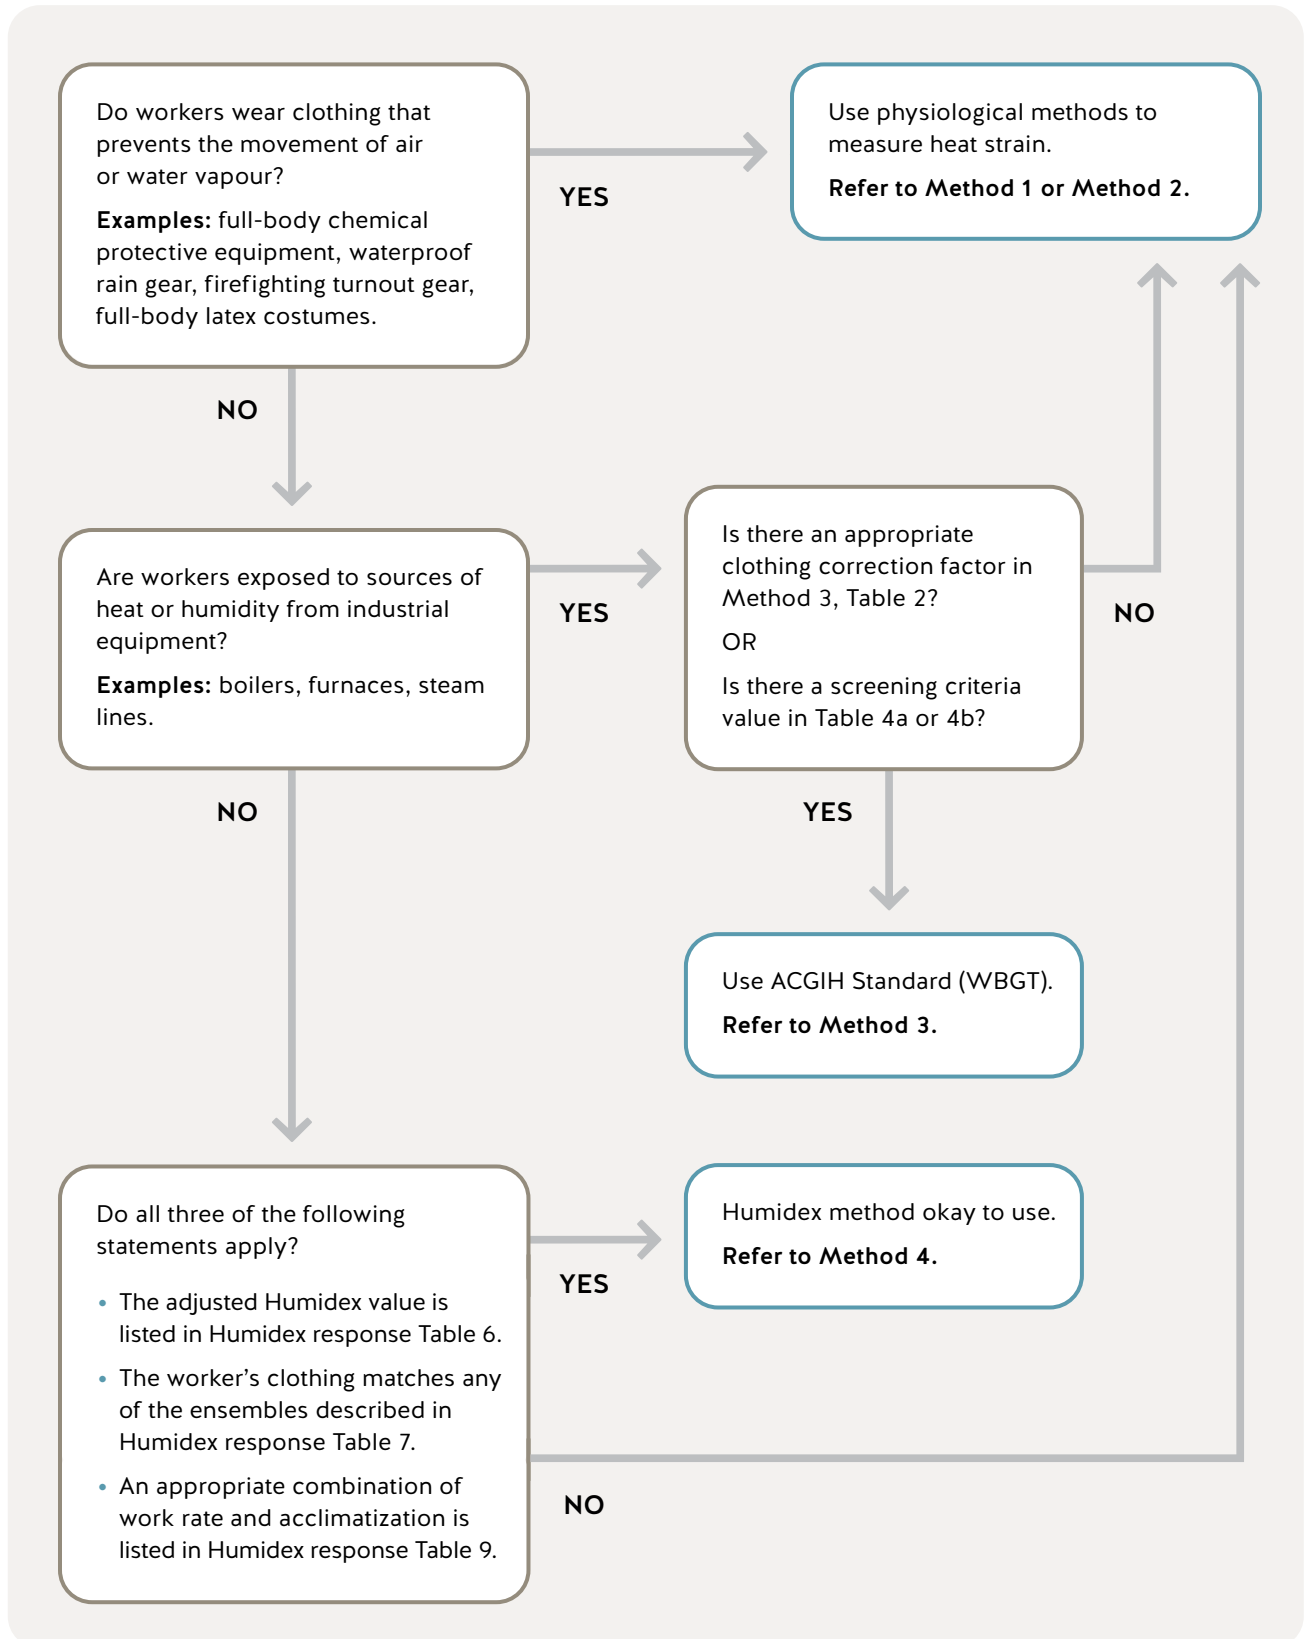 Do workers wear clothing that
prevents the movement of air
or water vapour?
Examples: full-body chemical
protective equipment, waterproof
rain gear, firefighting turnout gear,
full-body latex costumes.
YES
Use physiological methods to
measure heat strain.
Refer to Method 1 or Method 2.
NO
Are workers exposed to sources of
heat or humidity from industrial
equipment?
Examples: boilers, furnaces, steam
lines.
YES
Is there an appropriate
clothing correction factor in
Method 3, Table 2?
OR
Is there a screening criteria
value in Table 4a or 4b?
NO
NO
YES
Use ACGIH Standard (WBGT).
Refer to Method 3.
Do all three of the following
statements apply?
• The adjusted Humidex value is
listed in Humidex response Table 6.
• The worker's clothing matches any
of the ensembles described in
Humidex response Table 7.
• An appropriate combination of
work rate and acclimatization is
listed in Humidex response Table 9.
YES
Humidex method okay to use.
Refer to Method 4.
NO